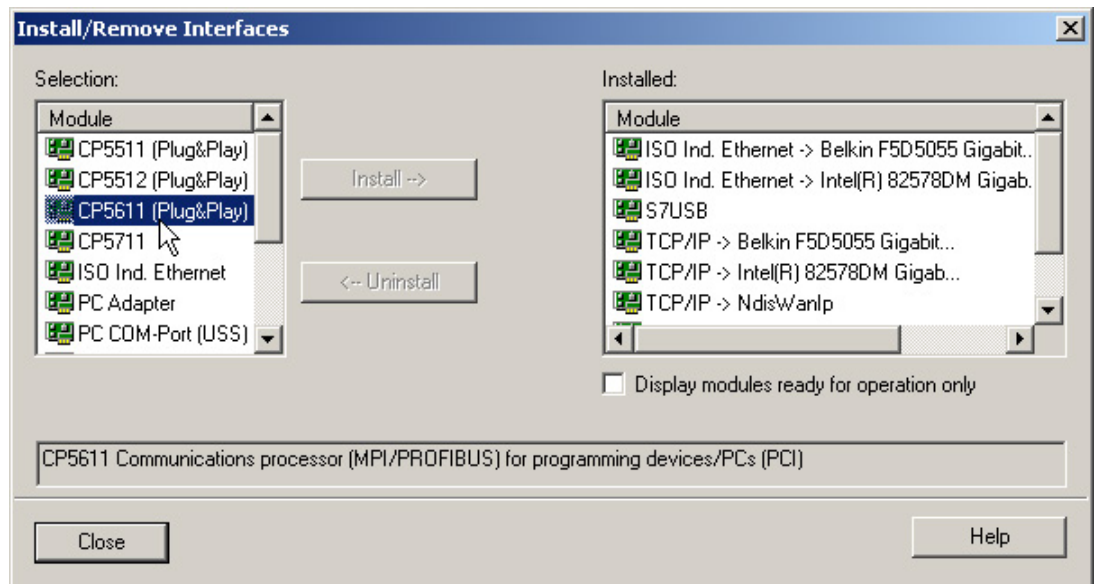 Install/Remove Interfaces
Selection:
Module
CP5511 (Plug&Play)
CP5512 (Plug&Play)
CP5611 (Plug&Play)
CP5711
ISO Ind. Ethernet
PC Adapter
PC COM-Port (USS)
Install -->
<-- Uninstall
Installed:
Module
ISO Ind. Ethernet -> Belkin F5D5055 Gigabit..
ISO Ind. Ethernet -> Intel(R) 82578DM Gigab.
S7USB
TCP/IP -> Belkin F5D5055 Gigabit...
TCP/IP -> Intel(R) 82578DM Gigab...
TCP/IP -> NdisWanIp
Display modules ready for operation only
CP5611 Communications processor (MPI/PROFIBUS) for programming devices/PCs (PCI)
Close
Help